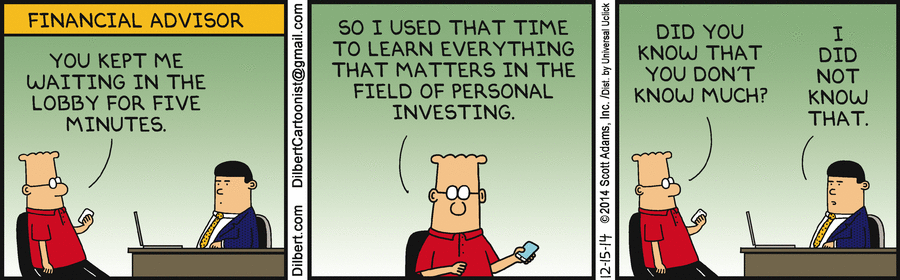 FINANCIAL ADVISOR
YOU KEPT ME
WAITING IN THE
LOBBY FOR FIVE
MINUTES.
Dilbert.com DilbertCartoonist@gmail.com
SO I USED THAT TIME
TO LEARN EVERYTHING
THAT MATTERS IN THE
FIELD OF PERSONAL
INVESTING.
12-15-14 ©2014 Scott Adams, Inc. /Dist. by Universal Uclick
DID YOU
KNOW THAT
YOU DON'T
KNOW MUCH?
I
DID
NOT
KNOW
THAT.